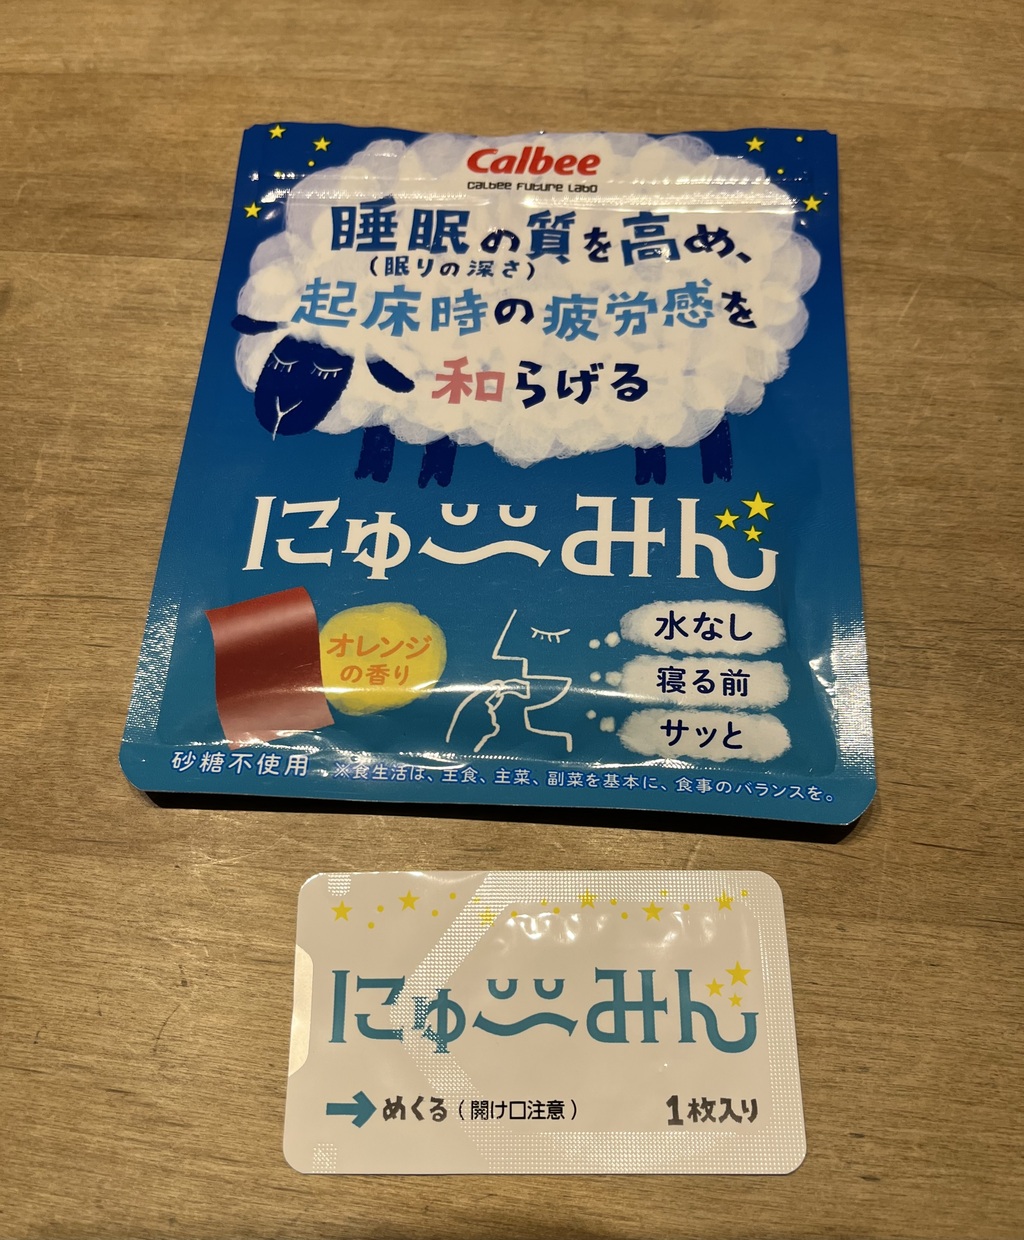 Calbee
Calbee Future Labo
睡眠の質を高め、
(眠りの深さ)
起床時の疲労感を
和らげる
にゅ〜みん
オレンジ
の香り
水なし
寝る前
サッと
砂糖不使用 ※食生活は、主食、主菜、副菜を基本に、食事のバランスを。
にゅ〜みん
→めくる(開け口注意) 1枚入り